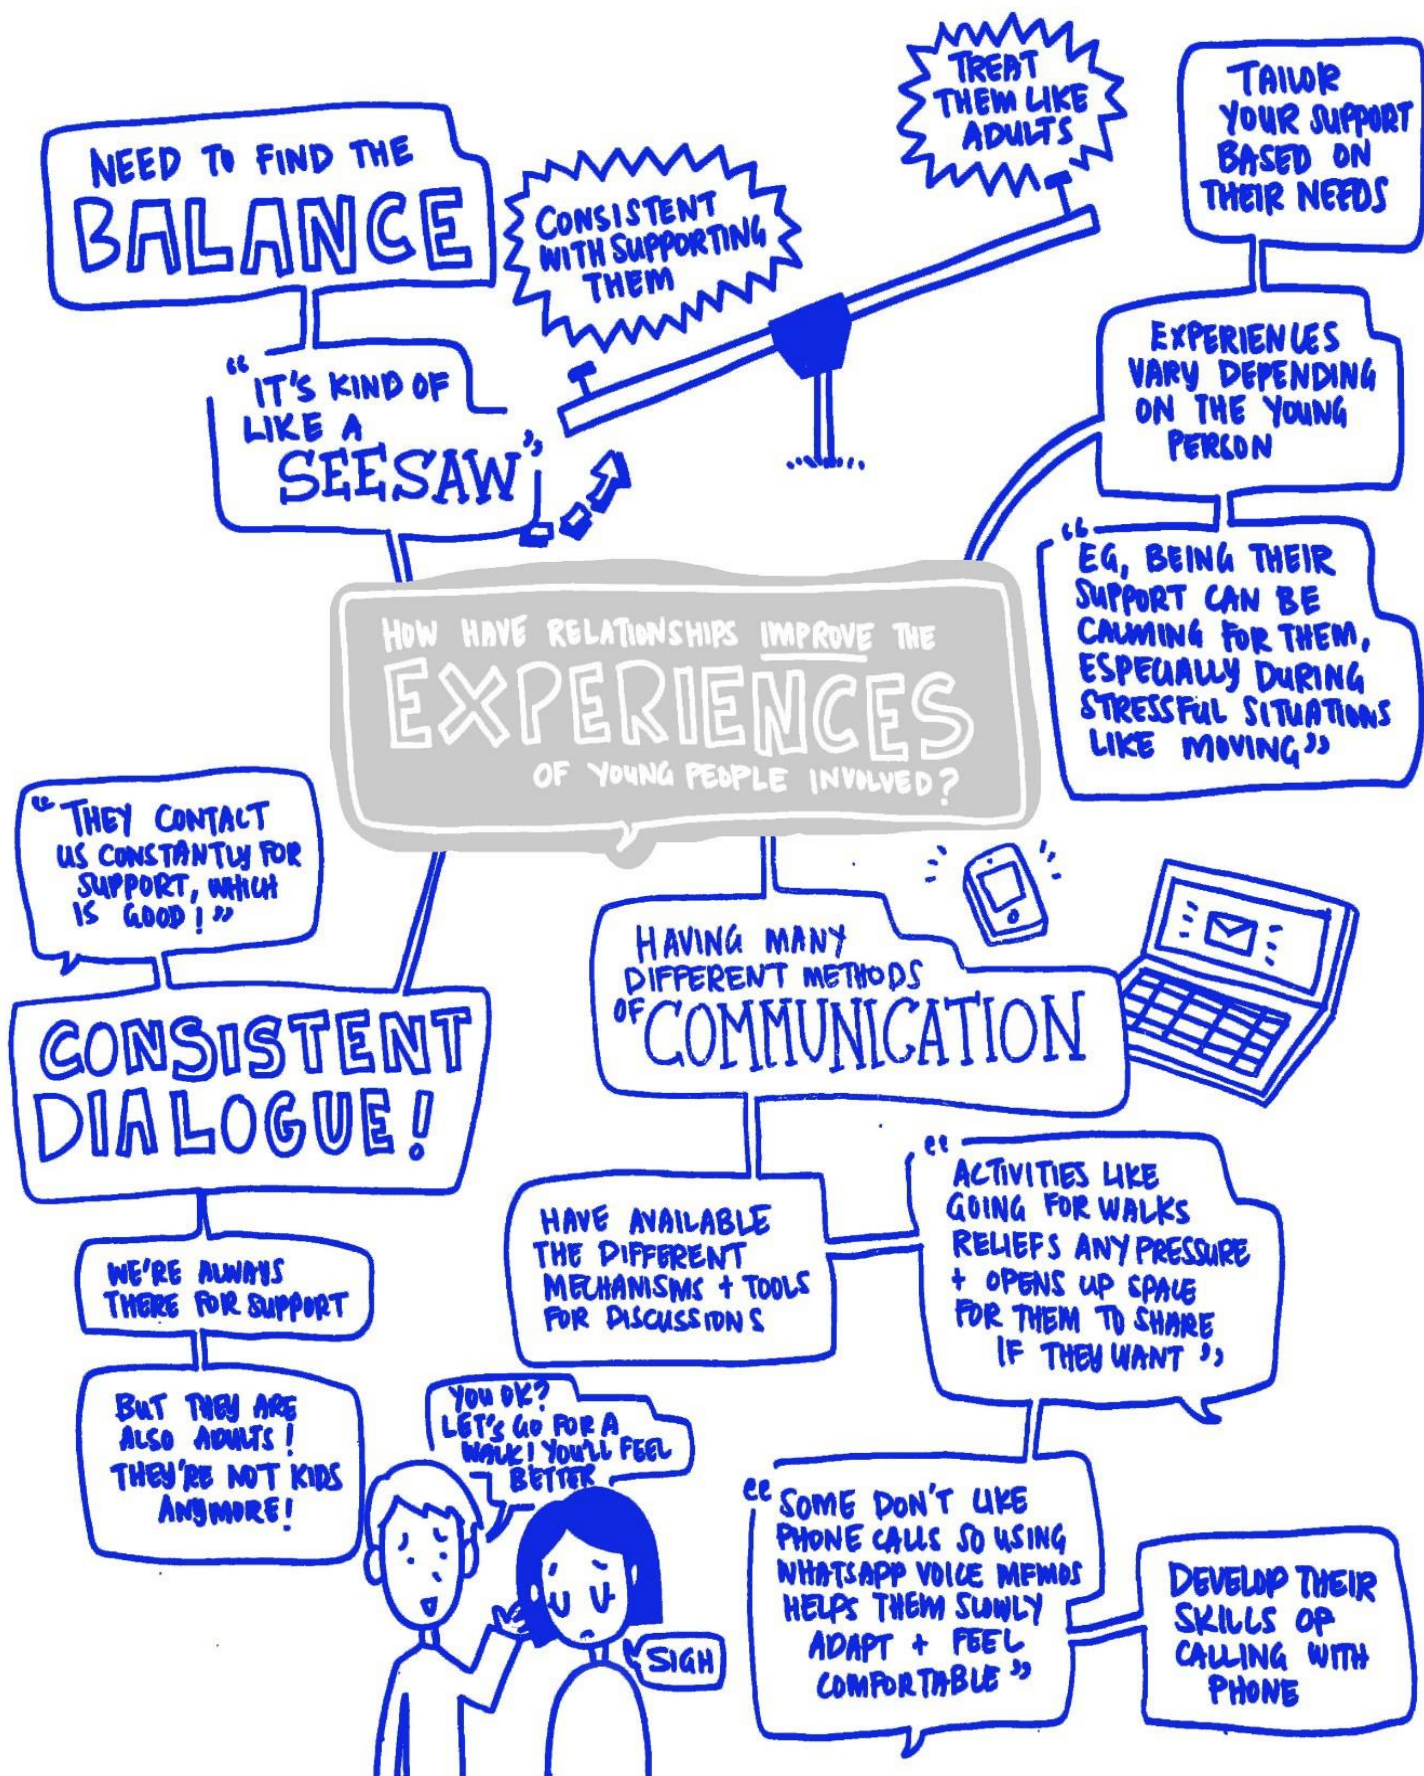 NEED TO FIND THE
BALANCE
"IT'S KIND OF
LIKE A
SEESAW"
CONSISTENT
WITH SUPPORTING
THEM
TREAT
THEM LIKE
ADULTS
TAILOR
YOUR SUPPORT
BASED ON
THEIR NEEDS
EXPERIENCES
VARY DEPENDING
ON THE YOUNG
PERSON
"EG, BEING THEIR
SUPPORT CAN BE
CALMING FOR THEM,
ESPECIALLY DURING
STRESSFUL SITUATIONS
LIKE MOVING"
HOW HAVE RELATIONSHIPS IMPROVE THE
EXPERIENCES
OF YOUNG PEOPLE INVOLVED?
"THEY CONTACT
US CONSTANTLY FOR
SUPPORT, WHICH
IS GOOD!"
CONSISTENT
DIALOGUE!
WE'RE ALWAYS
THERE FOR SUPPORT
BUT THEY ARE
ALSO ADULTS!
THEY'RE NOT KIDS
ANYMORE!
YOU OK?
LET'S GO FOR A
WALK! YOU'LL FEEL
BETTER
SIGH
HAVING MANY
DIFFERENT METHODS
OF COMMUNICATION
HAVE AVAILABLE
THE DIFFERENT
MECHANISMS + TOOLS
FOR DISCUSSIONS
"ACTIVITIES LIKE
GOING FOR WALKS
RELIEFS ANY PRESSURE
+ OPENS UP SPACE
FOR THEM TO SHARE
IF THEY WANT"
"SOME DON'T LIKE
PHONE CALLS SO USING
WHATSAPP VOICE MEMOS
HELPS THEM SLOWLY
ADAPT + FEEL
COMFORTABLE"
DEVELOP THEIR
SKILLS OF
CALLING WITH
PHONE